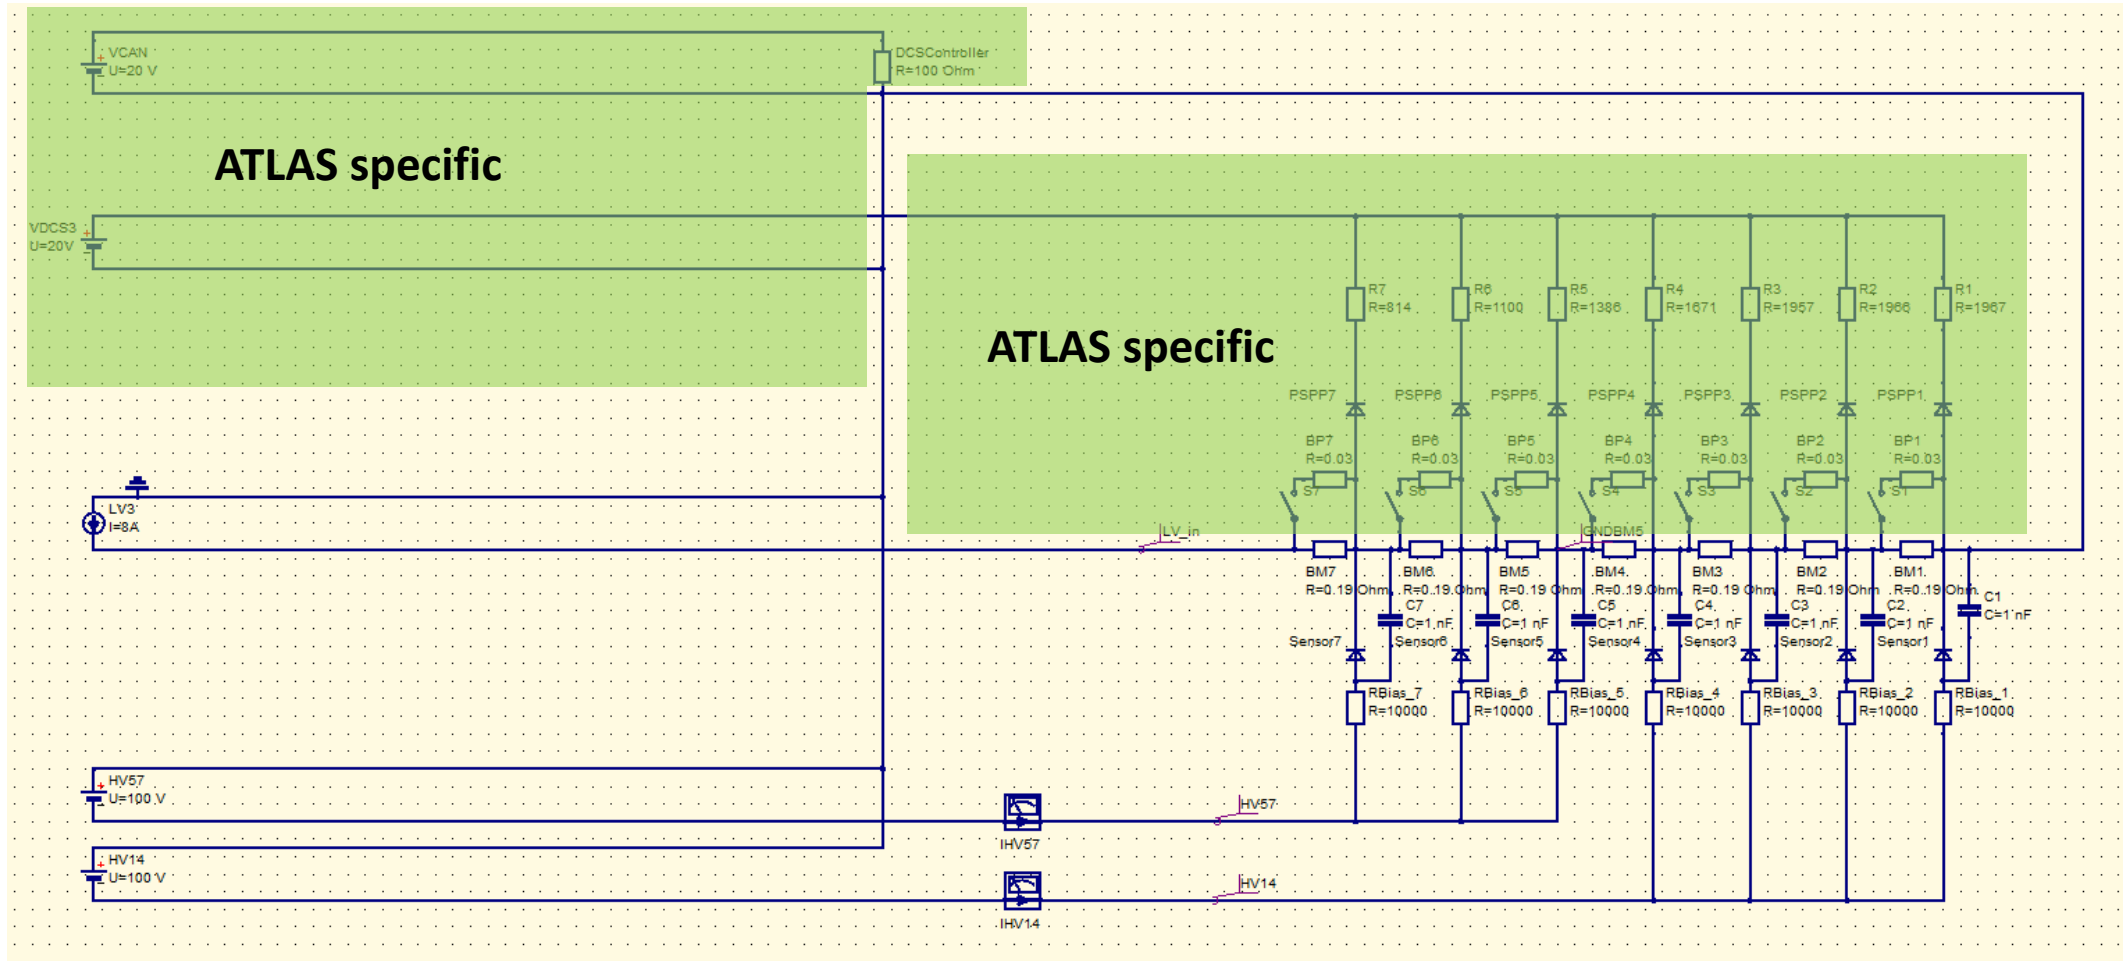 VCAN
U=20 V
DCSController
R=100 Ohm
ATLAS specific
VDCS3
U=20V
R7
R=814
R6
R=1100
R5
R=1386
R4
R=1671
R3
R=1957
R2
R=1966
R1
R=1967
ATLAS specific
PSPP7
PSPP6
PSPP5
PSPP4
PSPP3
PSPP2
PSPP1
BP7
R=0.03
BP6
R=0.03
BP5
R=0.03
BP4
R=0.03
BP3
R=0.03
BP2
R=0.03
BP1
R=0.03
S7
S6
S5
S4
S3
S2
S1
LV3
I=8A
LV_in
GNDBM5
BM7
R=0.19 Ohm
BM6
R=0.19 Ohm
BM5
R=0.19 Ohm
BM4
R=0.19 Ohm
BM3
R=0.19 Ohm
BM2
R=0.19 Ohm
BM1
R=0.19 Ohm
C7
C=1 nF
C6
C=1 nF
C5
C=1 nF
C4
C=1 nF
C3
C=1 nF
C2
C=1 nF
C1
C=1 nF
Sensor7
Sensor6
Sensor5
Sensor4
Sensor3
Sensor2
Sensor1
RBias_7
R=10000
RBias_6
R=10000
RBias_5
R=10000
RBias_4
R=10000
RBias_3
R=10000
RBias_2
R=10000
RBias_1
R=10000
HV57
U=100 V
HV57
IHV57
HV14
U=100 V
HV14
IHV14